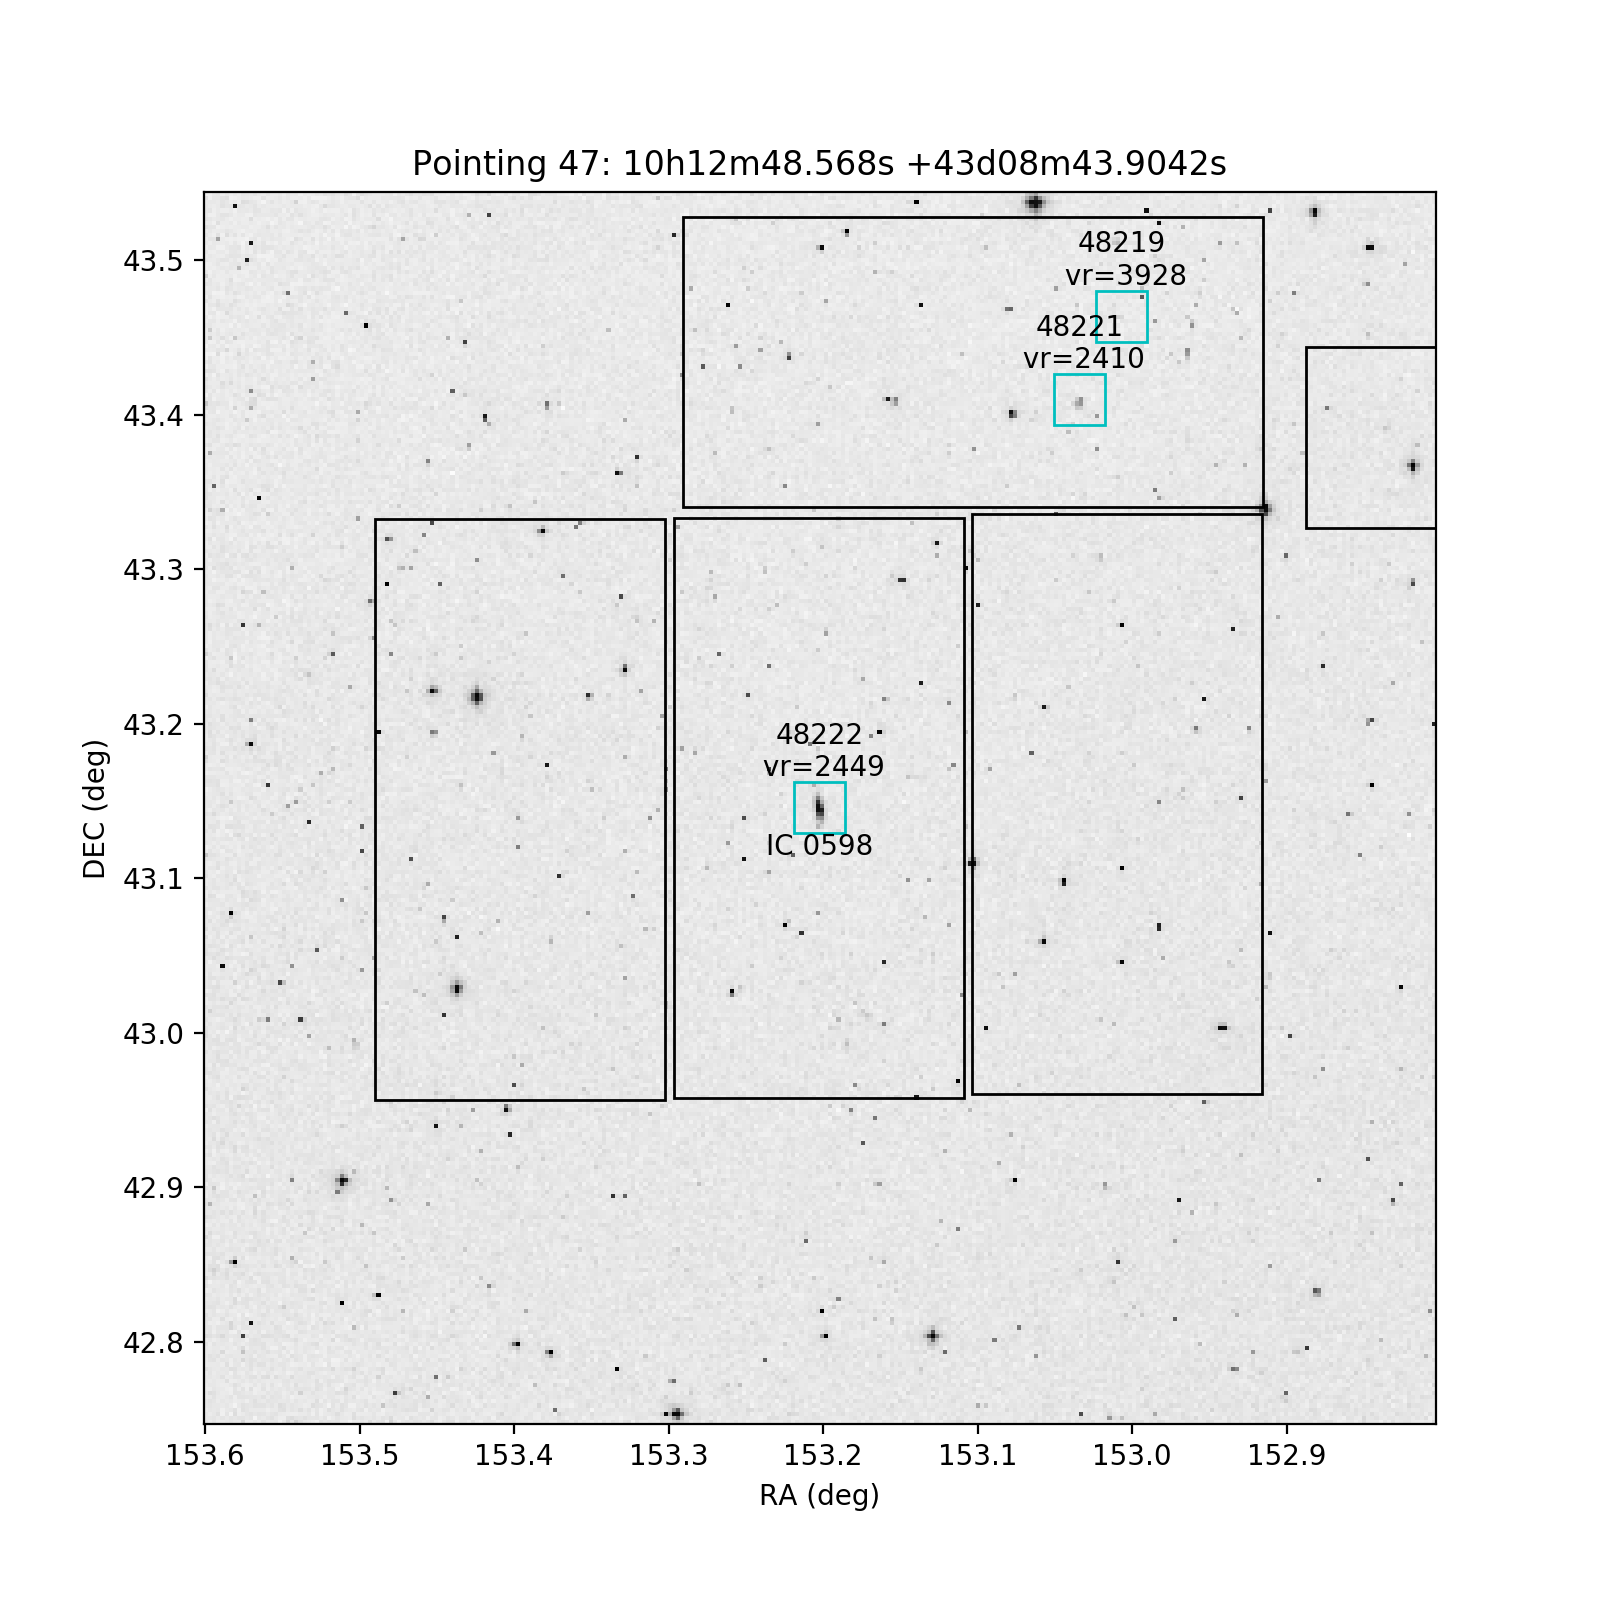 Pointing 47: 10h12m48.568s +43d08m43.9042s
48219
vr=3928
48221
vr=2410
48222
vr=2449
IC 0598
43.5
43.4
43.3
43.2
43.1
43.0
42.9
42.8
DEC (deg)
153.6 153.5 153.4 153.3 153.2 153.1 153.0 152.9
RA (deg)